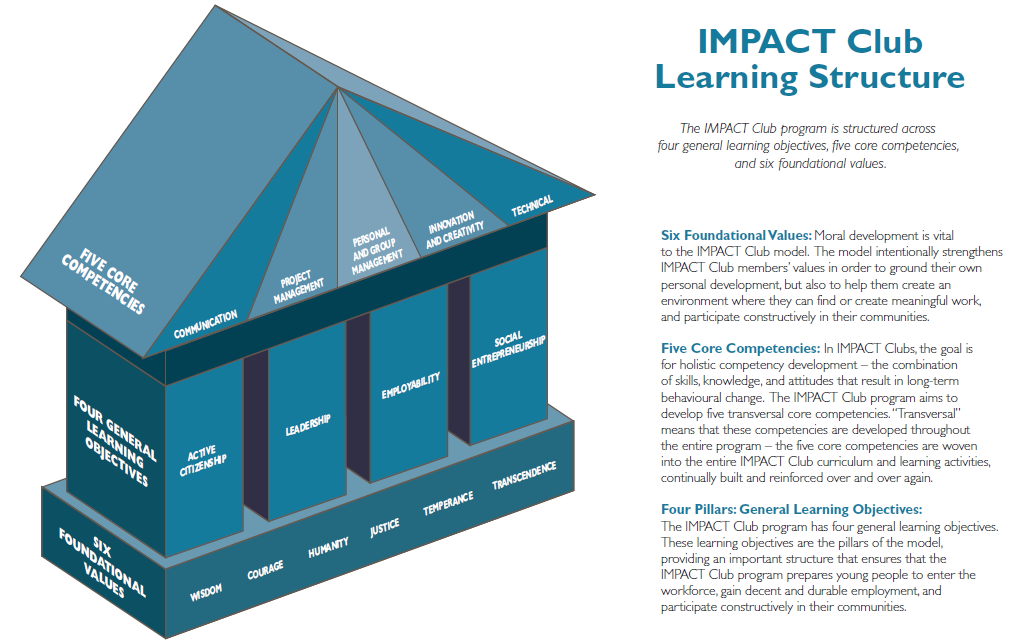 IMPACT Club
Learning Structure
The IMPACT Club program is structured across
four general learning objectives, five core competencies,
and six foundational values.
FIVE CORE
COMPETENCIES
COMMUNICATION
PROJECT
MANAGEMENT
PERSONAL
AND GROUP
MANAGEMENT
INNOVATION
AND CREATIVITY
TECHNICAL
FOUR GENERAL
LEARNING
OBJECTIVES
ACTIVE
CITIZENSHIP
LEADERSHIP
EMPLOYABILITY
SOCIAL
ENTREPRENEURSHIP
SIX
FOUNDATIONAL
VALUES
WISDOM
COURAGE
HUMANITY
JUSTICE
TEMPERANCE
TRANSCENDENCE
Six Foundational Values: Moral development is vital
to the IMPACT Club model. The model intentionally strengthens
IMPACT Club members' values in order to ground their own
personal development, but also to help them create an
environment where they can find or create meaningful work,
and participate constructively in their communities.
Five Core Competencies: In IMPACT Clubs, the goal is
for holistic competency development – the combination
of skills, knowledge, and attitudes that result in long-term
behavioural change. The IMPACT Club program aims to
develop five transversal core competencies. "Transversal"
means that these competencies are developed throughout
the entire program – the five core competencies are woven
into the entire IMPACT Club curriculum and learning activities,
continually built and reinforced over and over again.
Four Pillars: General Learning Objectives:
The IMPACT Club program has four general learning objectives.
These learning objectives are the pillars of the model,
providing an important structure that ensures that the
IMPACT Club program prepares young people to enter the
workforce, gain decent and durable employment, and
participate constructively in their communities.